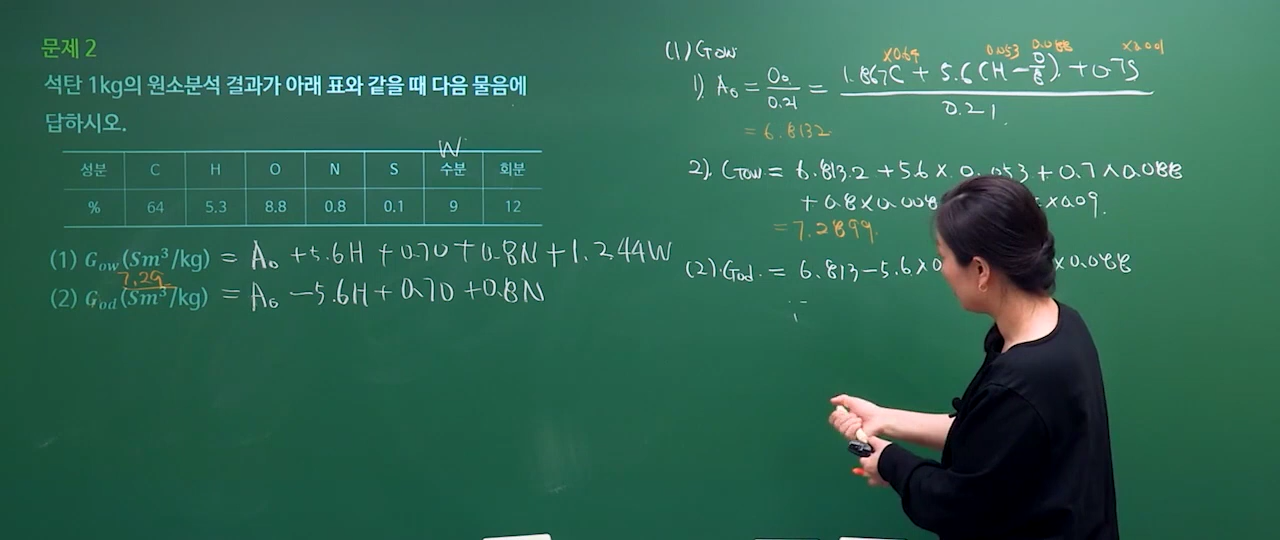 문제 2
석탄 1kg의 원소분석 결과가 아래 표와 같을 때 다음 물음에
답하시오.
W
성분 C H O N S 수분 회분
% 64 5.3 8.8 0.8 0.1 9 12
(1) Gow(Sm³/kg) = A₀ + 5.6H + 0.7O + 0.8N + 1.244W
7.29
(2) God(Sm³/kg) = A₀ - 5.6H + 0.7O + 0.8N
(1) Gow
×0.64 0.053 0.088 ×0.001
1). A₀ = O₀/0.21 = 1.867C + 5.6(H - O/8) + 0.7S / 0.21
= 6.8132
2). Gow = 6.8132 + 5.6 × 0.053 + 0.7 × 0.088
+ 0.8 × 0.008 × 0.09.
= 7.2899.
(2). God. = 6.813 - 5.6 × 0 × 0.088
=